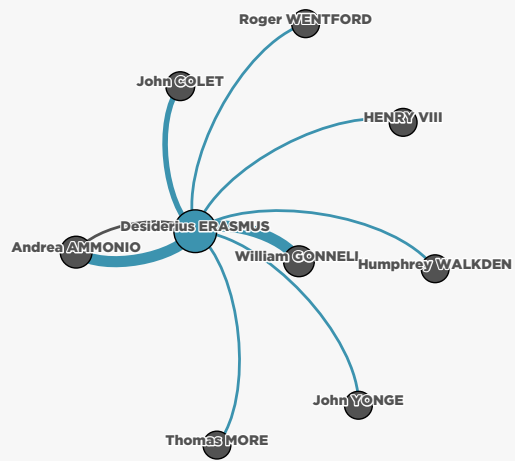 Roger WENTFORD
John COLET
HENRY VIII
Desiderius ERASMUS
Andrea AMMONIO
William GONNELL
Humphrey WALKDEN
John YONGE
Thomas MORE